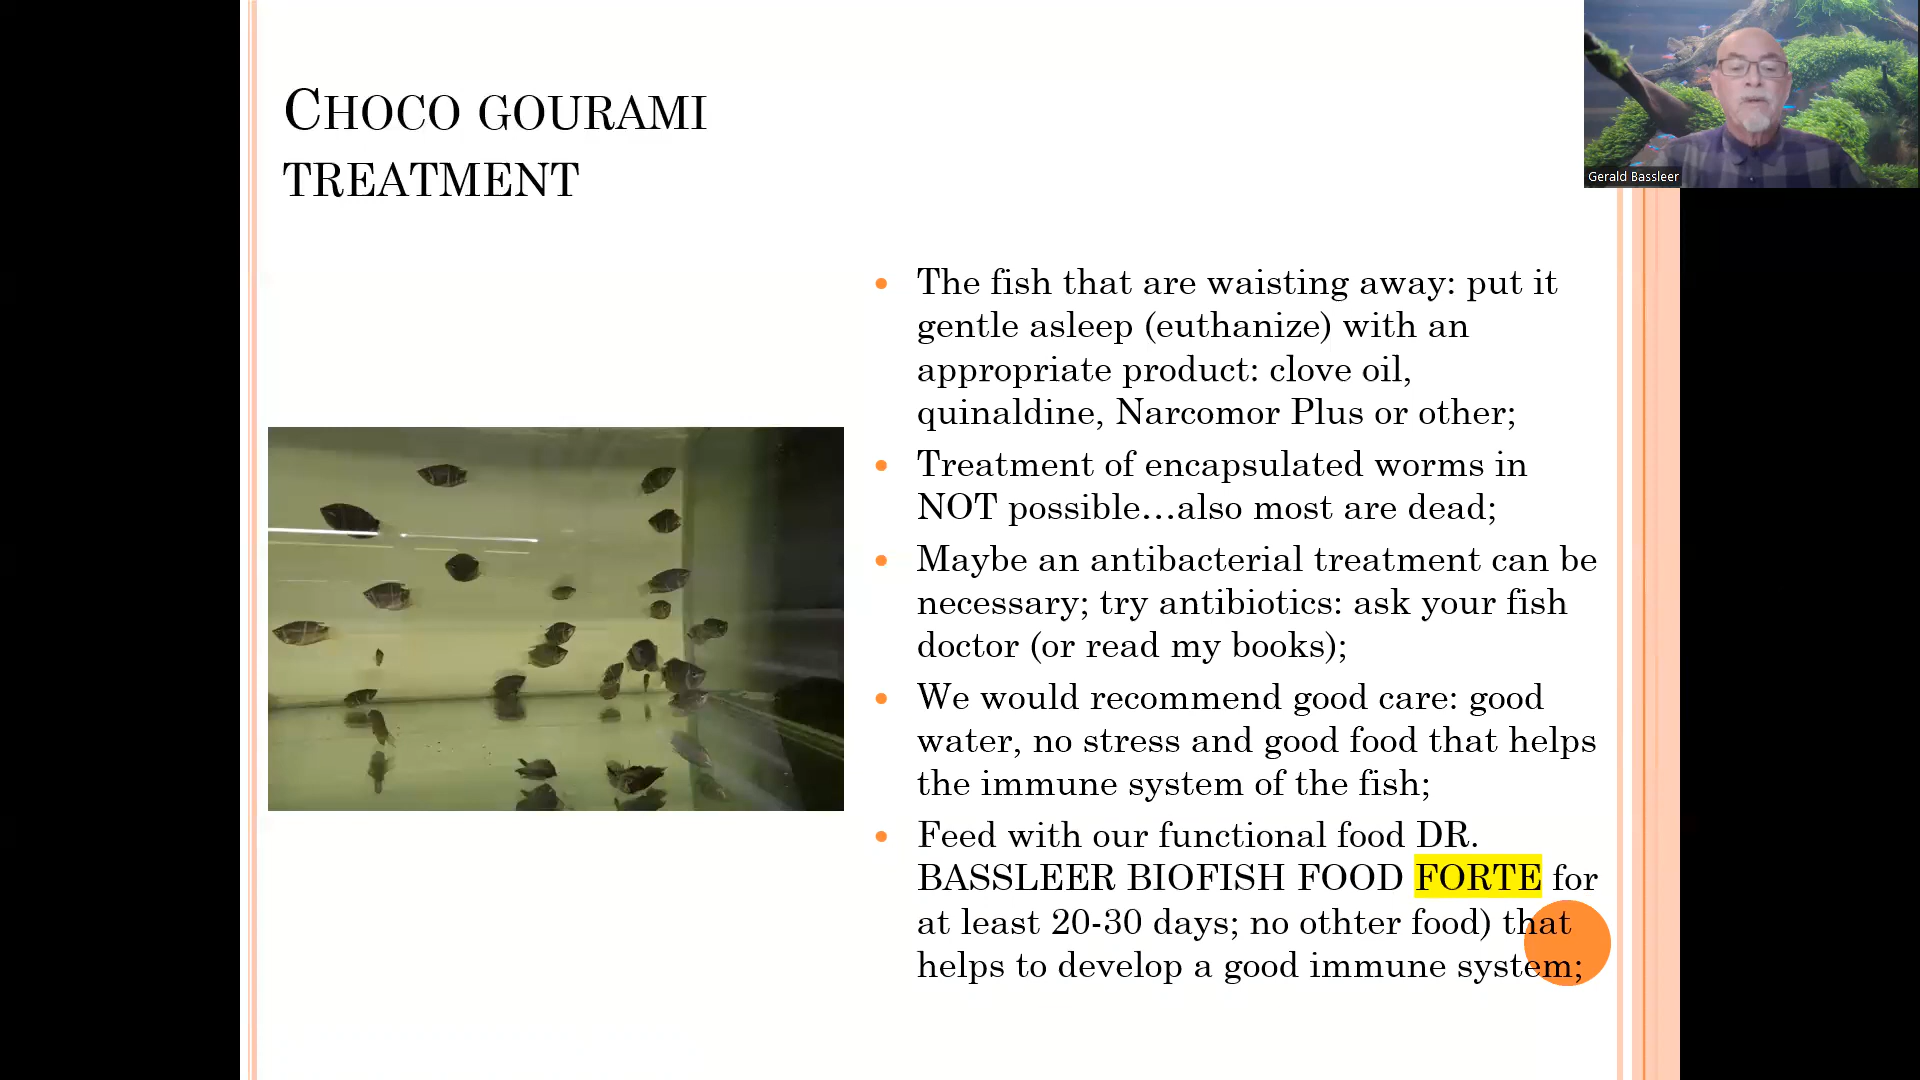 CHOCO GOURAMI
TREATMENT
Gerald Bassleer
• The fish that are waisting away: put it
gentle asleep (euthanize) with an
appropriate product: clove oil,
quinaldine, Narcomor Plus or other;
• Treatment of encapsulated worms in
NOT possible...also most are dead;
• Maybe an antibacterial treatment can be
necessary; try antibiotics: ask your fish
doctor (or read my books);
• We would recommend good care: good
water, no stress and good food that helps
the immune system of the fish;
• Feed with our functional food DR.
BASSLEER BIOFISH FOOD FORTE for
at least 20-30 days; no othter food) that
helps to develop a good immune system;